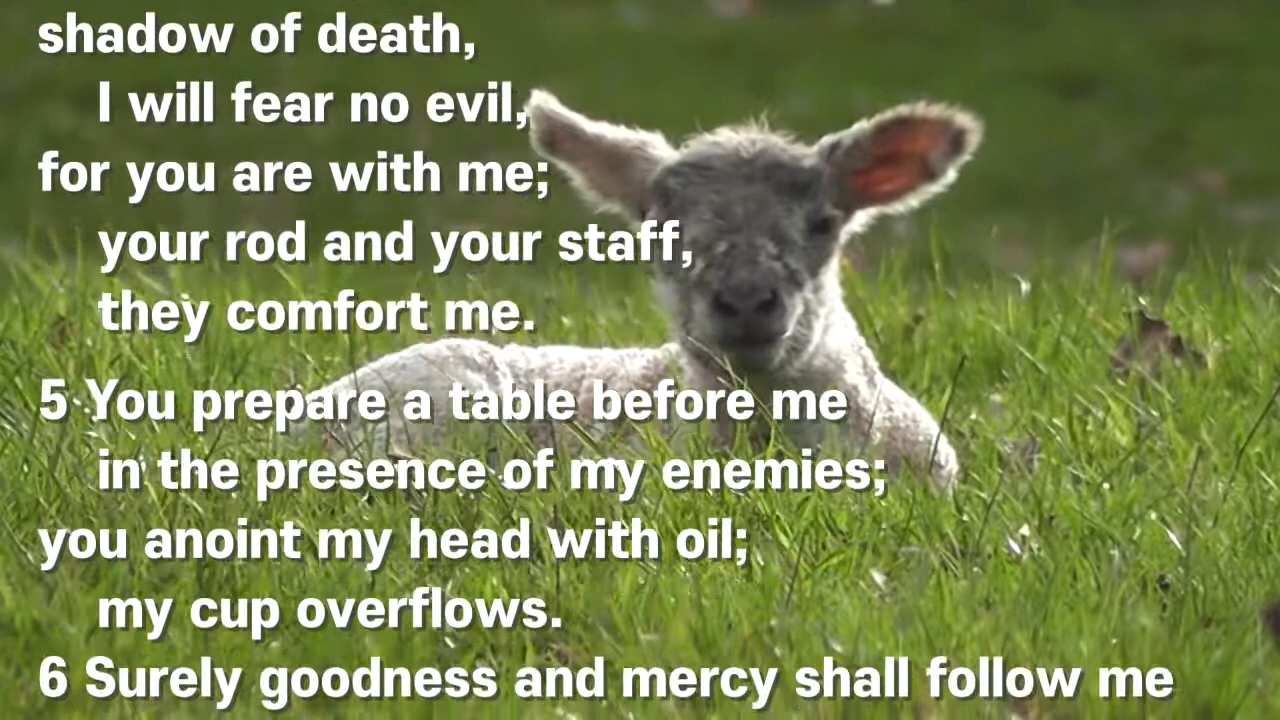 shadow of death,
I will fear no evil,
for you are with me;
your rod and your staff,
they comfort me.
5 You prepare a table before me
in the presence of my enemies;
you anoint my head with oil;
my cup overflows.
6 Surely goodness and mercy shall follow me